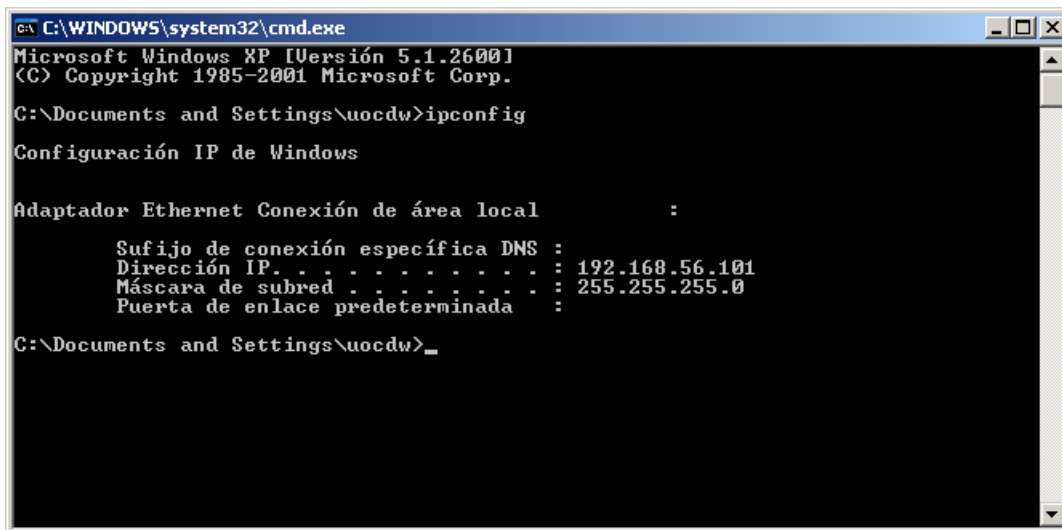 C:\WINDOWS\system32\cmd.exe
Microsoft Windows XP [Versión 5.1.2600]
(C) Copyright 1985-2001 Microsoft Corp.
C:\Documents and Settings\uocdw>ipconfig
Configuración IP de Windows
Adaptador Ethernet Conexión de área local          :
Sufijo de conexión específica DNS :
Dirección IP. . . . . . . . . . . : 192.168.56.101
Máscara de subred . . . . . . . . : 255.255.255.0
Puerta de enlace predeterminada   :
C:\Documents and Settings\uocdw>_